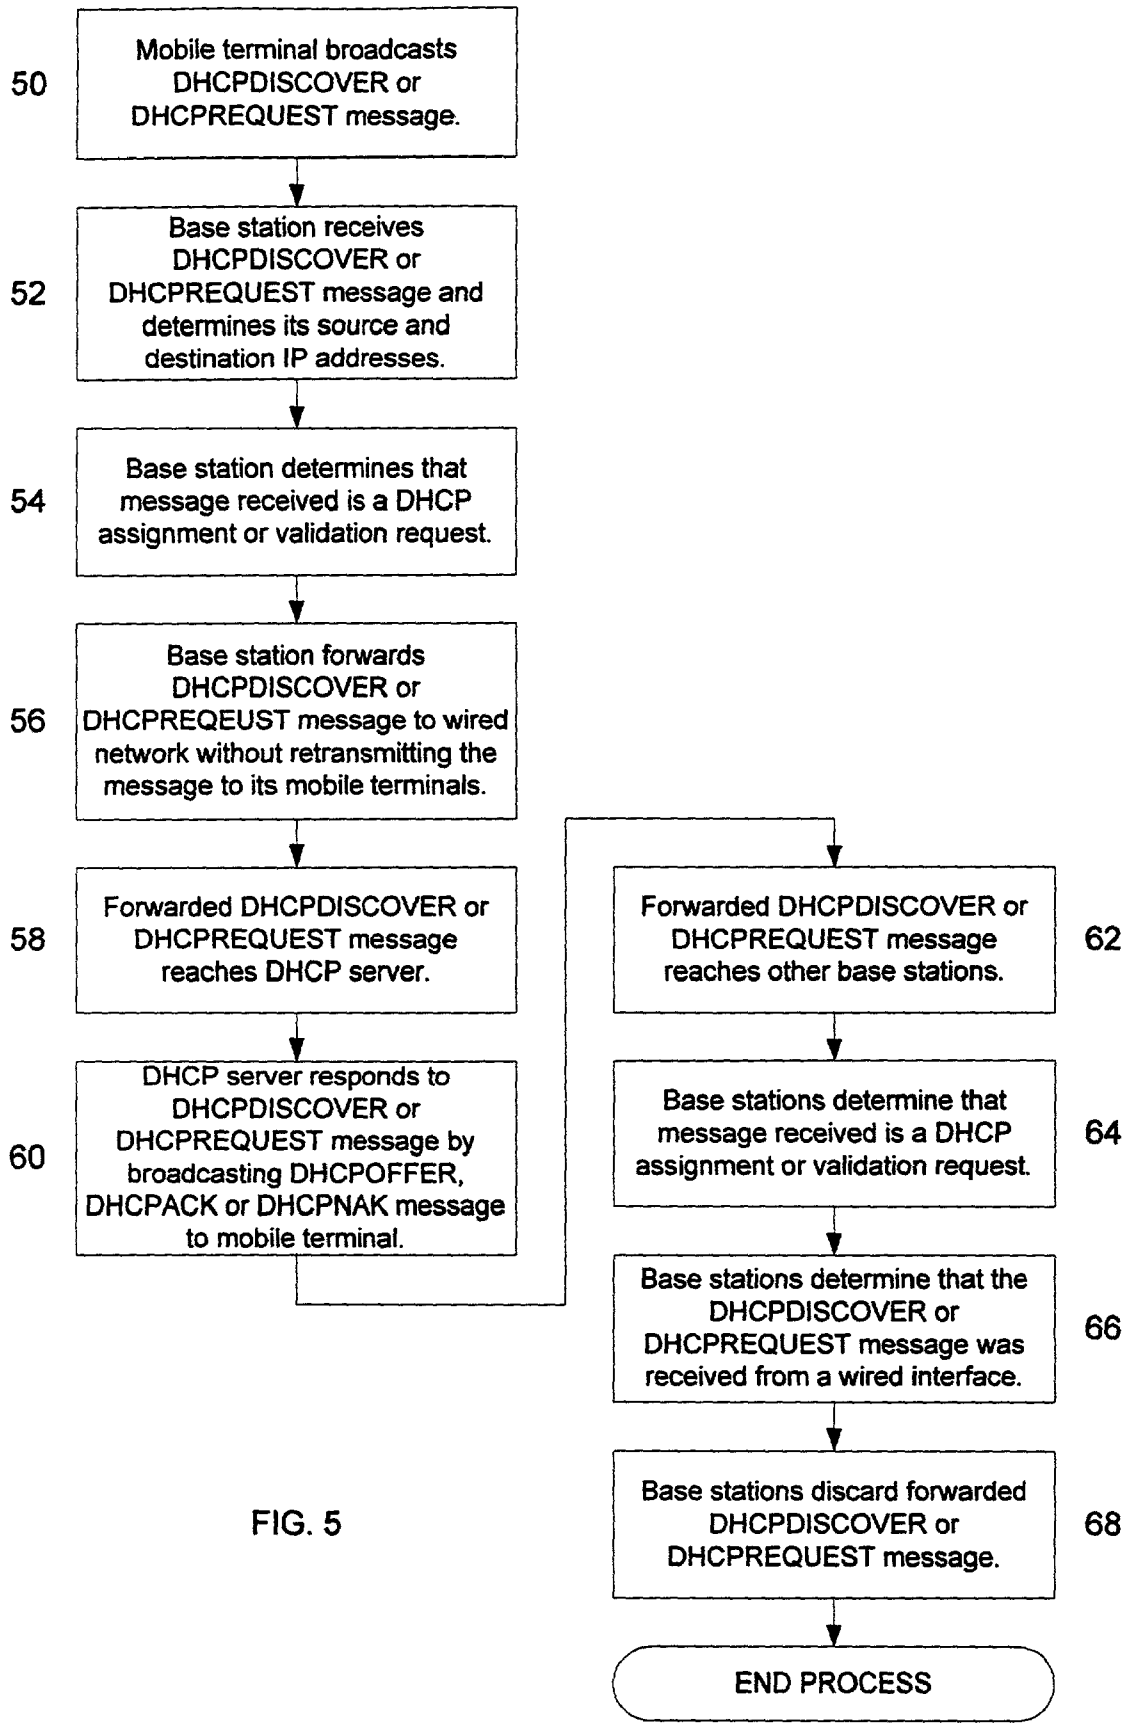 50
Mobile terminal broadcasts
DHCPDISCOVER or
DHCPREQUEST message.
52
Base station receives
DHCPDISCOVER or
DHCPREQUEST message and
determines its source and
destination IP addresses.
54
Base station determines that
message received is a DHCP
assignment or validation request.
56
Base station forwards
DHCPDISCOVER or
DHCPREQEUST message to wired
network without retransmitting the
message to its mobile terminals.
58
Forwarded DHCPDISCOVER or
DHCPREQUEST message
reaches DHCP server.
60
DHCP server responds to
DHCPDISCOVER or
DHCPREQUEST message by
broadcasting DHCPOFFER,
DHCPACK or DHCPNAK message
to mobile terminal.
Forwarded DHCPDISCOVER or
DHCPREQUEST message
reaches other base stations.
62
Base stations determine that
message received is a DHCP
assignment or validation request.
64
Base stations determine that the
DHCPDISCOVER or
DHCPREQUEST message was
received from a wired interface.
66
Base stations discard forwarded
DHCPDISCOVER or
DHCPREQUEST message.
68
END PROCESS
FIG. 5